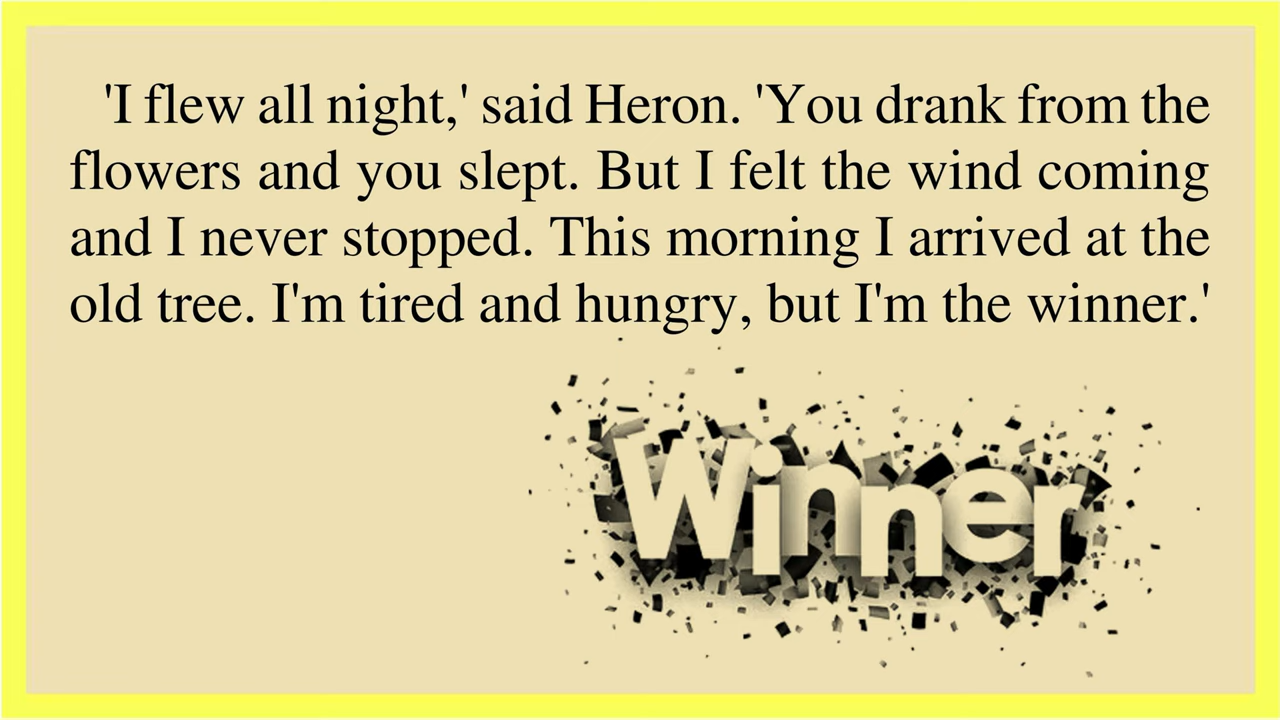 'I flew all night,' said Heron. 'You drank from the
flowers and you slept. But I felt the wind coming
and I never stopped. This morning I arrived at the
old tree. I'm tired and hungry, but I'm the winner.'
Winner